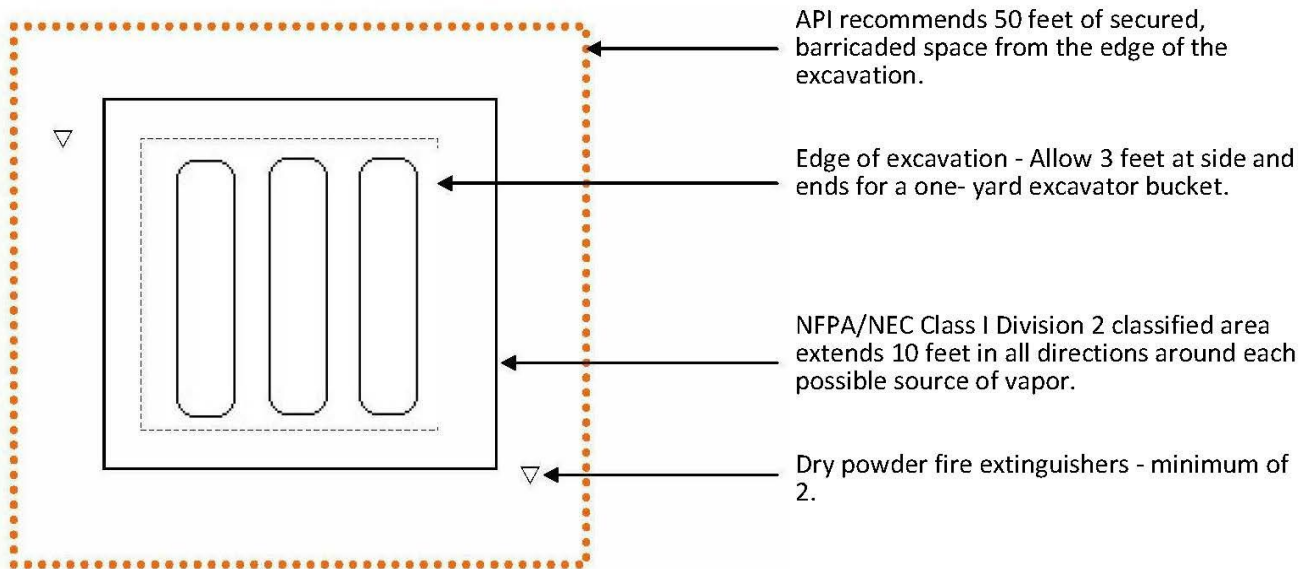 API recommends 50 feet of secured,
barricaded space from the edge of the
excavation.
Edge of excavation - Allow 3 feet at side and
ends for a one- yard excavator bucket.
NFPA/NEC Class I Division 2 classified area
extends 10 feet in all directions around each
possible source of vapor.
Dry powder fire extinguishers - minimum of
2.